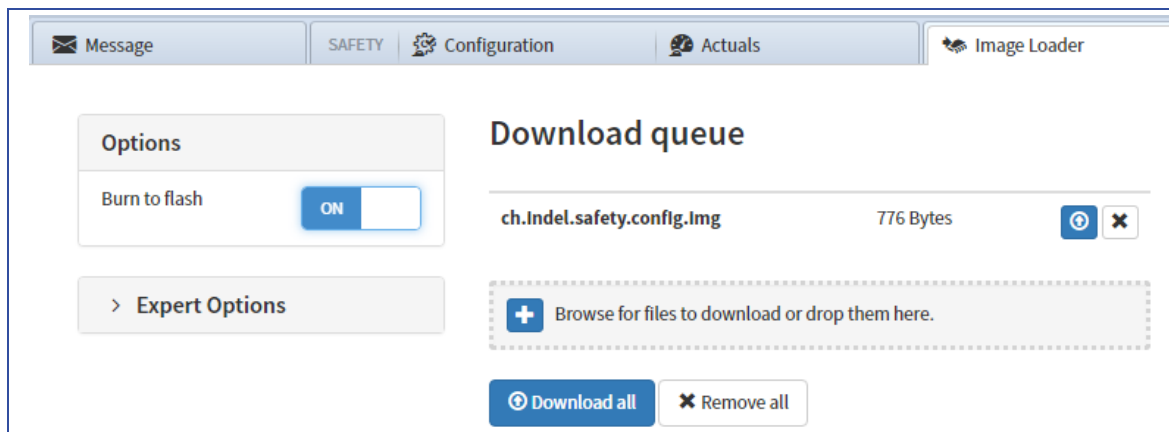 Message SAFETY Configuration Actuals Image Loader
Options
Burn to flash ON
Expert Options
Download queue
ch.Indel.safety.config.Img 776 Bytes
Browse for files to download or drop them here.
Download all Remove all